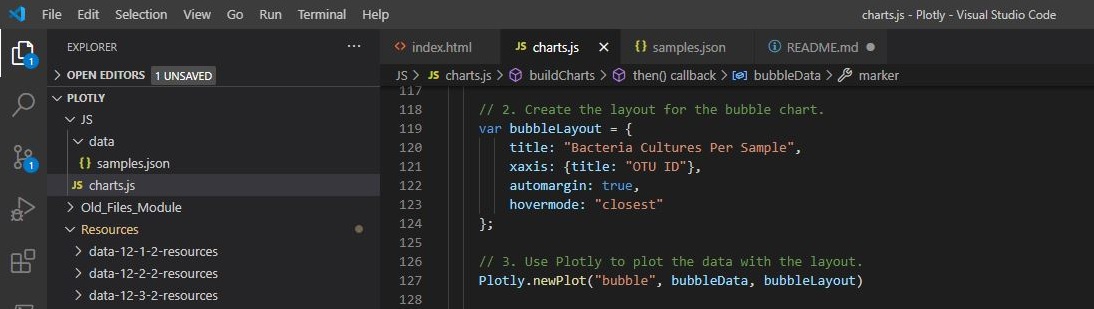 File Edit Selection View Go Run Terminal Help charts.js - Plotly - Visual Studio Code
1
1
EXPLORER ...
OPEN EDITORS 1 UNSAVED
PLOTLY
JS
data
{} samples.json
JS charts.js
Old_Files_Module
Resources
data-12-1-2-resources
data-12-2-2-resources
data-12-3-2-resources
<> index.html JS charts.js × {} samples.json README.md
JS > JS charts.js > buildCharts > then() callback > bubbleData > marker
117
118 // 2. Create the layout for the bubble chart.
119 var bubbleLayout = {
120 title: "Bacteria Cultures Per Sample",
121 xaxis: {title: "OTU ID"},
122 automargin: true,
123 hovermode: "closest"
124 };
125
126 // 3. Use Plotly to plot the data with the layout.
127 Plotly.newPlot("bubble", bubbleData, bubbleLayout)
128